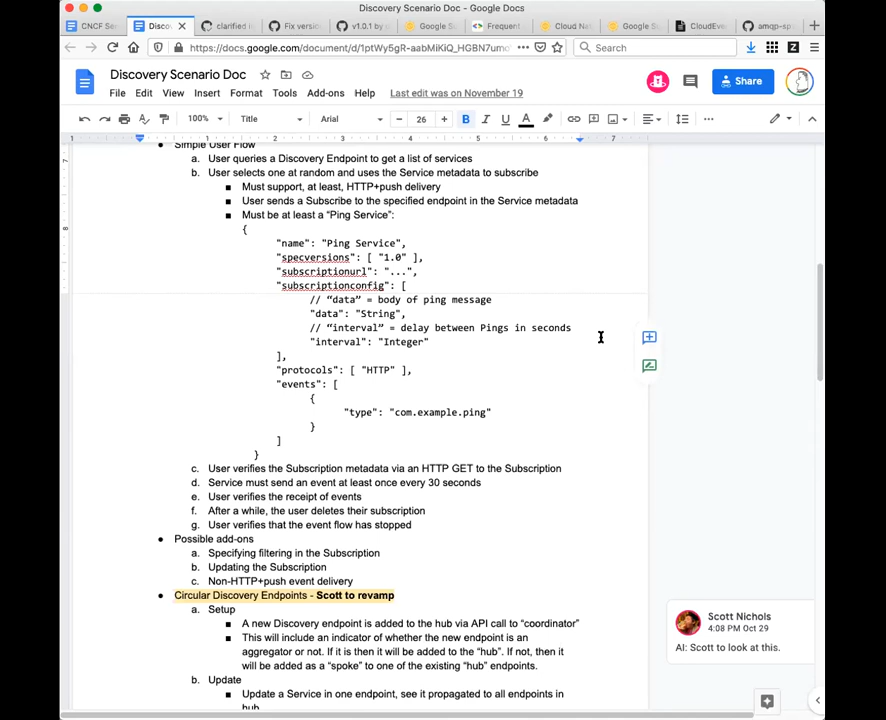 Discovery Scenario Doc - Google Docs
CNCF Se
Disco
clarified i
Fix versio
v1.0.1 by s
Google S
Frequent
Cloud Na
Google S
CloudEve
amqp-sp
https://docs.google.com/document/d/1ptWy5gR-aabMiKiQ_HGBN7umo
Search
Discovery Scenario Doc
File Edit View Insert Format Tools Add-ons Help Last edit was on November 19
Share
100% Title Arial 26 B I U A
1 2 3 4 5 6 7
Simple User Flow
a. User queries a Discovery Endpoint to get a list of services
b. User selects one at random and uses the Service metadata to subscribe
■ Must support, at least, HTTP+push delivery
■ User sends a Subscribe to the specified endpoint in the Service metadata
■ Must be at least a “Ping Service”:
{
"name": "Ping Service",
"specversions": [ "1.0" ],
"subscriptionurl": "...",
"subscriptionconfig": [
// “data” = body of ping message
"data": "String",
// “interval” = delay between Pings in seconds
"interval": "Integer"
],
"protocols": [ "HTTP" ],
"events": [
{
"type": "com.example.ping"
}
]
}
c. User verifies the Subscription metadata via an HTTP GET to the Subscription
d. Service must send an event at least once every 30 seconds
e. User verifies the receipt of events
f. After a while, the user deletes their subscription
g. User verifies that the event flow has stopped
● Possible add-ons
a. Specifying filtering in the Subscription
b. Updating the Subscription
c. Non-HTTP+push event delivery
● Circular Discovery Endpoints - Scott to revamp
a. Setup
■ A new Discovery endpoint is added to the hub via API call to “coordinator”
■ This will include an indicator of whether the new endpoint is an
aggregator or not. If it is then it will be added to the “hub”. If not, then it
will be added as a “spoke” to one of the existing “hub” endpoints.
b. Update
■ Update a Service in one endpoint, see it propagated to all endpoints in
hub
Scott Nichols
4:08 PM Oct 29
AI: Scott to look at this.